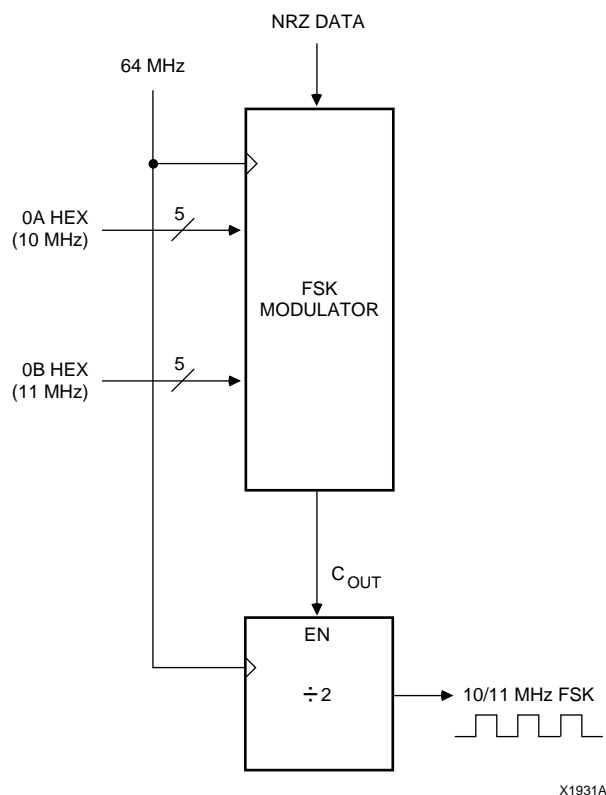 NRZ DATA
64 MHz
5
0A HEX
(10 MHz)
FSK
MODULATOR
5
0B HEX
(11 MHz)
COUT
EN
÷2
10/11 MHz FSK
X1931A